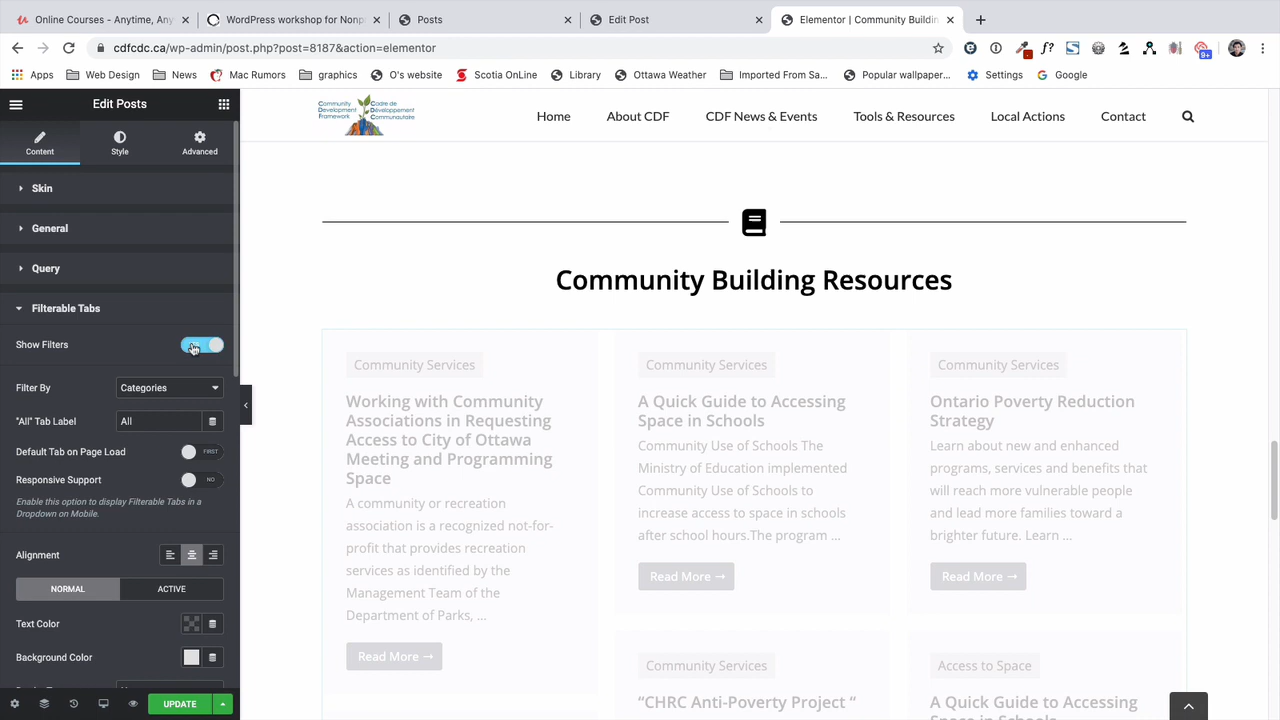 Online Courses - Anytime, Any
WordPress workshop for Nonp
Posts
Edit Post
Elementor | Community Buildin
cdfcdc.ca/wp-admin/post.php?post=8187&action=elementor
9+
Apps
Web Design
News
Mac Rumors
graphics
O's website
Scotia OnLine
Library
Ottawa Weather
Imported From Sa...
Popular wallpaper...
Settings
Google
Edit Posts
Content
Style
Advanced
Skin
General
Query
Filterable Tabs
Show Filters
Filter By
Categories
"All" Tab Label
All
Default Tab on Page Load
FIRST
Responsive Support
NO
Enable this option to display Filterable Tabs in a
Dropdown on Mobile.
Alignment
NORMAL
ACTIVE
Text Color
Background Color
UPDATE
Community
Development
Framework
Cadre de
Développement
Communautaire
Home
About CDF
CDF News & Events
Tools & Resources
Local Actions
Contact
Community Building Resources
Community Services
Working with Community
Associations in Requesting
Access to City of Ottawa
Meeting and Programming
Space
A community or recreation
association is a recognized not-for-
profit that provides recreation
services as identified by the
Management Team of the
Department of Parks, ...
Read More →
Community Services
A Quick Guide to Accessing
Space in Schools
Community Use of Schools The
Ministry of Education implemented
Community Use of Schools to
increase access to space in schools
after school hours.The program ...
Read More →
Community Services
Ontario Poverty Reduction
Strategy
Learn about new and enhanced
programs, services and benefits that
will reach more vulnerable people
and lead more families toward a
brighter future. Learn ...
Read More →
Community Services
“CHRC Anti-Poverty Project “
Access to Space
A Quick Guide to Accessing
Space in Schools